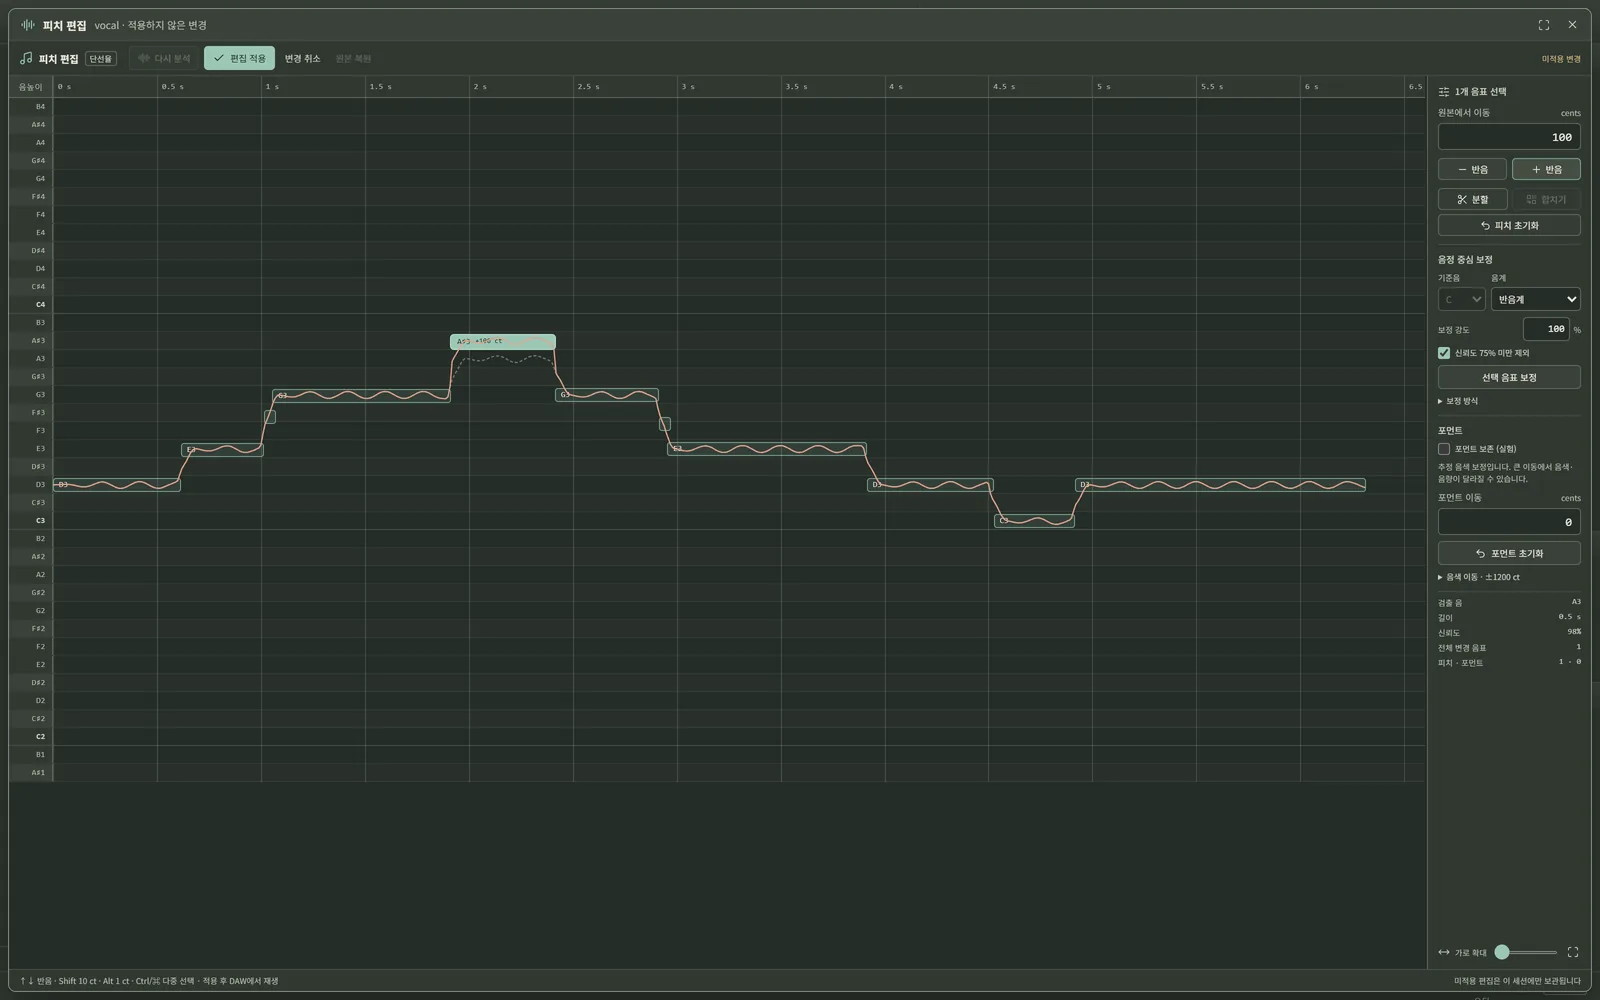 피치 편집 vocal · 적용하지 않은 변경
피치 편집 단선율 다시 분석 편집 적용 변경 취소 원본 복원 미적용 변경
음높이 0 s 0.5 s 1 s 1.5 s 2 s 2.5 s 3 s 3.5 s 4 s 4.5 s 5 s 5.5 s 6 s 6.5
B4
A♯4
A4
G♯4
G4
F♯4
F4
E4
D♯4
D4
C♯4
C4
B3
A♯3
A3
G♯3
G3
F♯3
F3
E3
D♯3
D3
C♯3
C3
B2
A♯2
A2
G♯2
G2
F♯2
F2
E2
D♯2
D2
C♯2
C2
B1
A♯1
A♯3 +100 ct
G3 G3
E3 E3
D3 D3 D3
C3
1개 음표 선택
원본에서 이동 cents
100
− 반음 + 반음
분할 합치기
피치 초기화
음정 중심 보정
기준음 음계
C 반음계
보정 강도 100 %
신뢰도 75% 미만 제외
선택 음표 보정
보정 방식
포먼트
포먼트 보존 (실험)
추정 음색 보정입니다. 큰 이동에서 음색·
음량이 달라질 수 있습니다.
포먼트 이동 cents
0
포먼트 초기화
음색 이동 · ±1200 ct
검출 음 A3
길이 0.5 s
신뢰도 98%
전체 변경 음표 1
피치 · 포먼트 1 · 0
가로 확대
↑↓ 반음 · Shift 10 ct · Alt 1 ct · Ctrl/⌘ 다중 선택 · 적용 후 DAW에서 재생
미적용 편집은 이 세션에만 보관됩니다